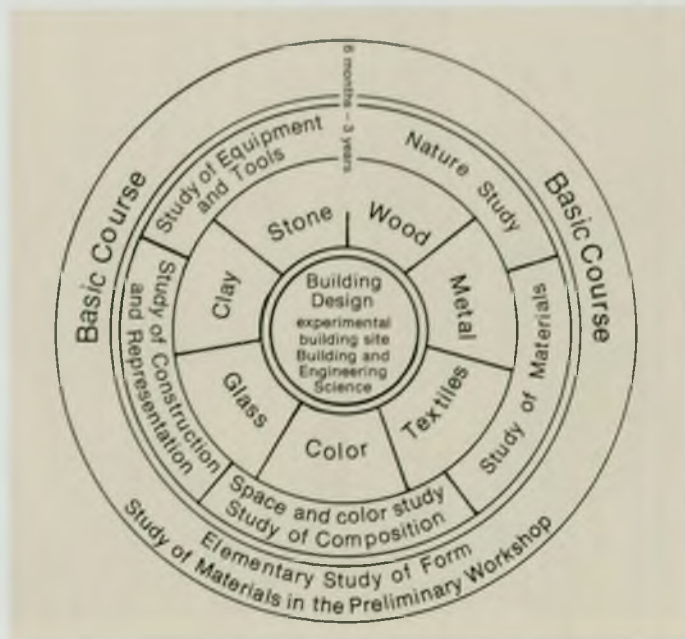 Basic Course
Basic Course
6 months – 3 years
Study of Equipment
and Tools
Nature Study
Study of Materials
Space and color study
Study of Composition
Study of Construction
and Representation
Stone
Wood
Metal
Textiles
Color
Glass
Clay
Building
Design
experimental
building site
Building and
Engineering
Science
Elementary Study of Form
Study of Materials in the Preliminary Workshop